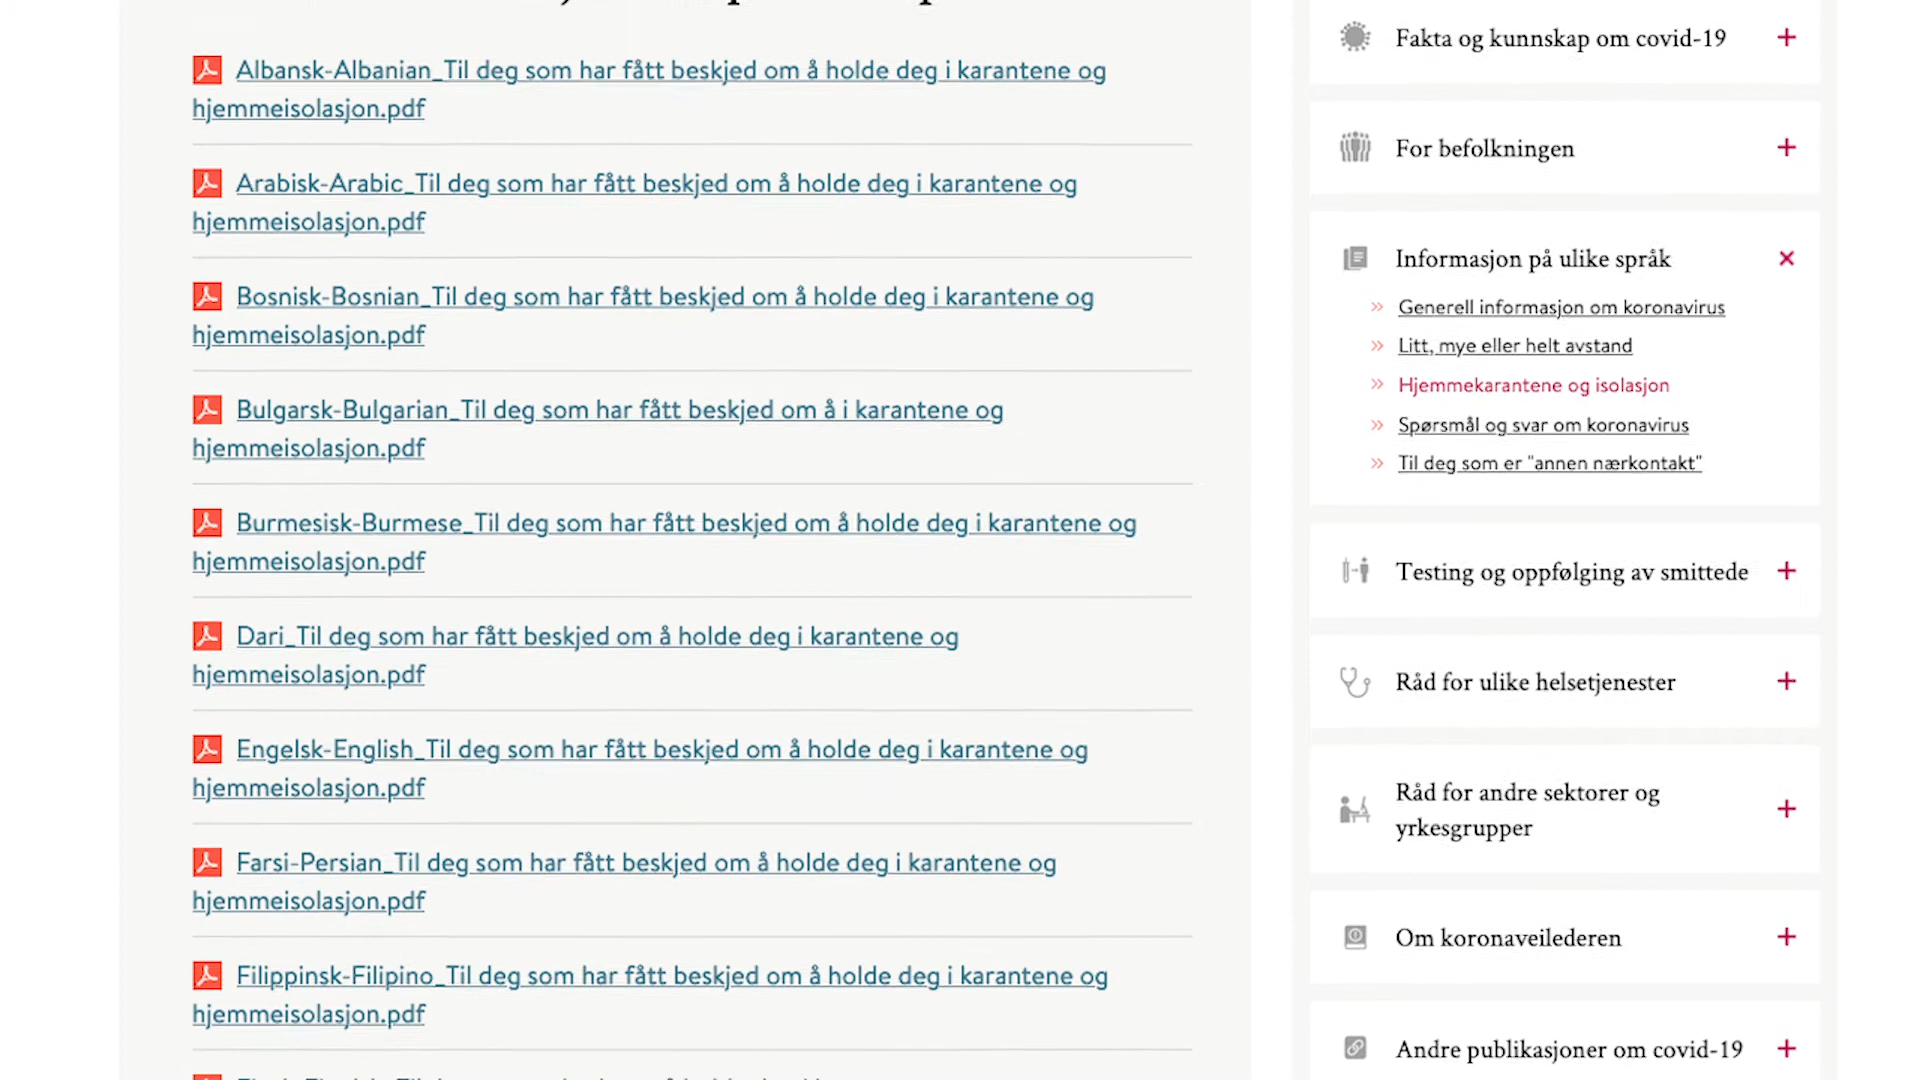 Albansk-Albanian_Til deg som har fått beskjed om å holde deg i karantene og
hjemmeisolasjon.pdf
Arabisk-Arabic_Til deg som har fått beskjed om å holde deg i karantene og
hjemmeisolasjon.pdf
Bosnisk-Bosnian_Til deg som har fått beskjed om å holde deg i karantene og
hjemmeisolasjon.pdf
Bulgarsk-Bulgarian_Til deg som har fått beskjed om å i karantene og
hjemmeisolasjon.pdf
Burmesisk-Burmese_Til deg som har fått beskjed om å holde deg i karantene og
hjemmeisolasjon.pdf
Dari_Til deg som har fått beskjed om å holde deg i karantene og
hjemmeisolasjon.pdf
Engelsk-English_Til deg som har fått beskjed om å holde deg i karantene og
hjemmeisolasjon.pdf
Farsi-Persian_Til deg som har fått beskjed om å holde deg i karantene og
hjemmeisolasjon.pdf
Filippinsk-Filipino_Til deg som har fått beskjed om å holde deg i karantene og
hjemmeisolasjon.pdf
Fakta og kunnskap om covid-19
For befolkningen
Informasjon på ulike språk
Generell informasjon om koronavirus
Litt, mye eller helt avstand
Hjemmekarantene og isolasjon
Spørsmål og svar om koronavirus
Til deg som er "annen nærkontakt"
Testing og oppfølging av smittede
Råd for ulike helsetjenester
Råd for andre sektorer og
yrkesgrupper
Om koronaveilederen
Andre publikasjoner om covid-19